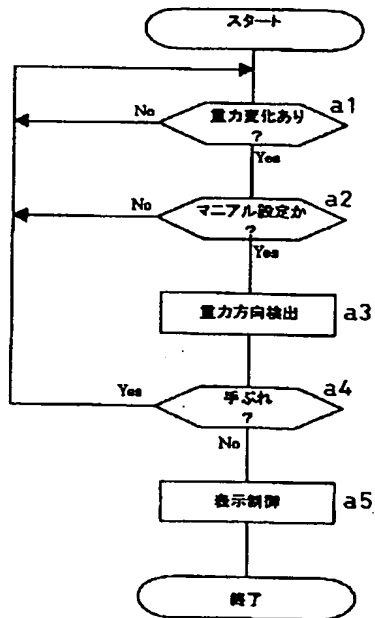 スタート
重力変化あり
?
a1
No
Yes
マニアル設定か
?
a2
No
Yes
重力方向検出
a3
手ぶれ
?
a4
Yes
No
表示制御
a5
終了